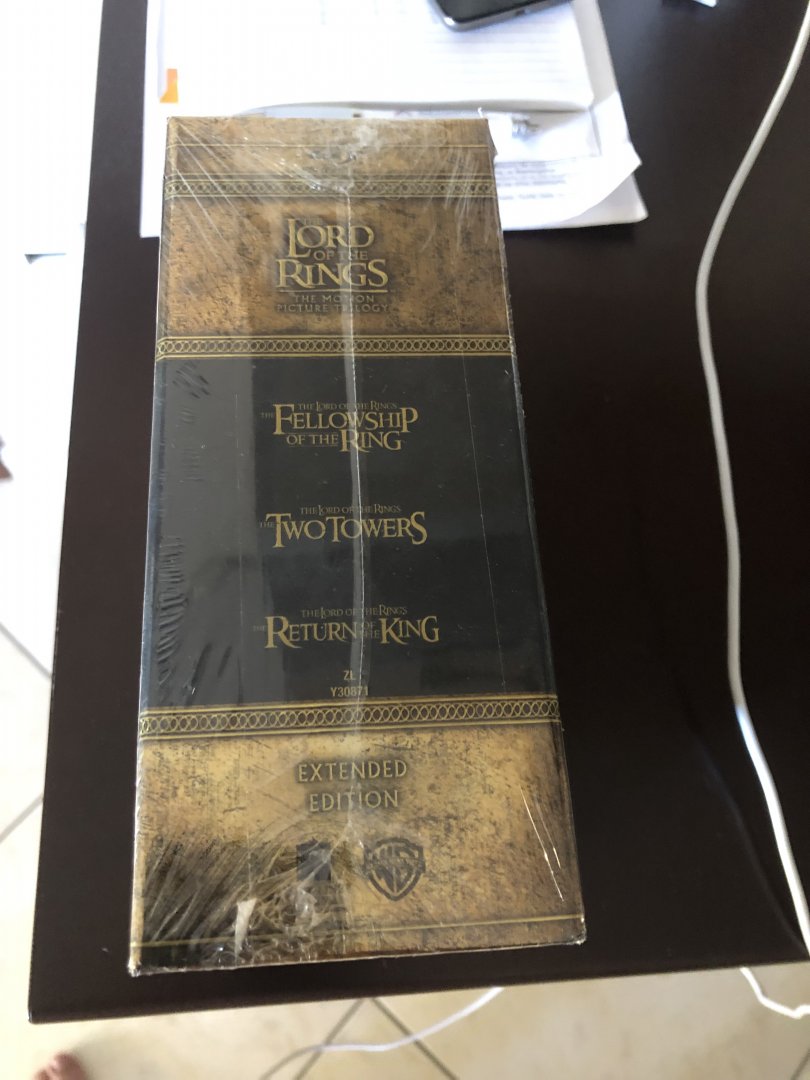 THE
LORD
OF THE
RINGS
THE MOTION
PICTURE TRILOGY
THE LORD OF THE RINGS
THE FELLOWSHIP
OF THE RING
THE LORD OF THE RINGS
THE TWO TOWERS
THE LORD OF THE RINGS
THE RETURN OF THE KING
ZL
Y30871
EXTENDED
EDITION
WB